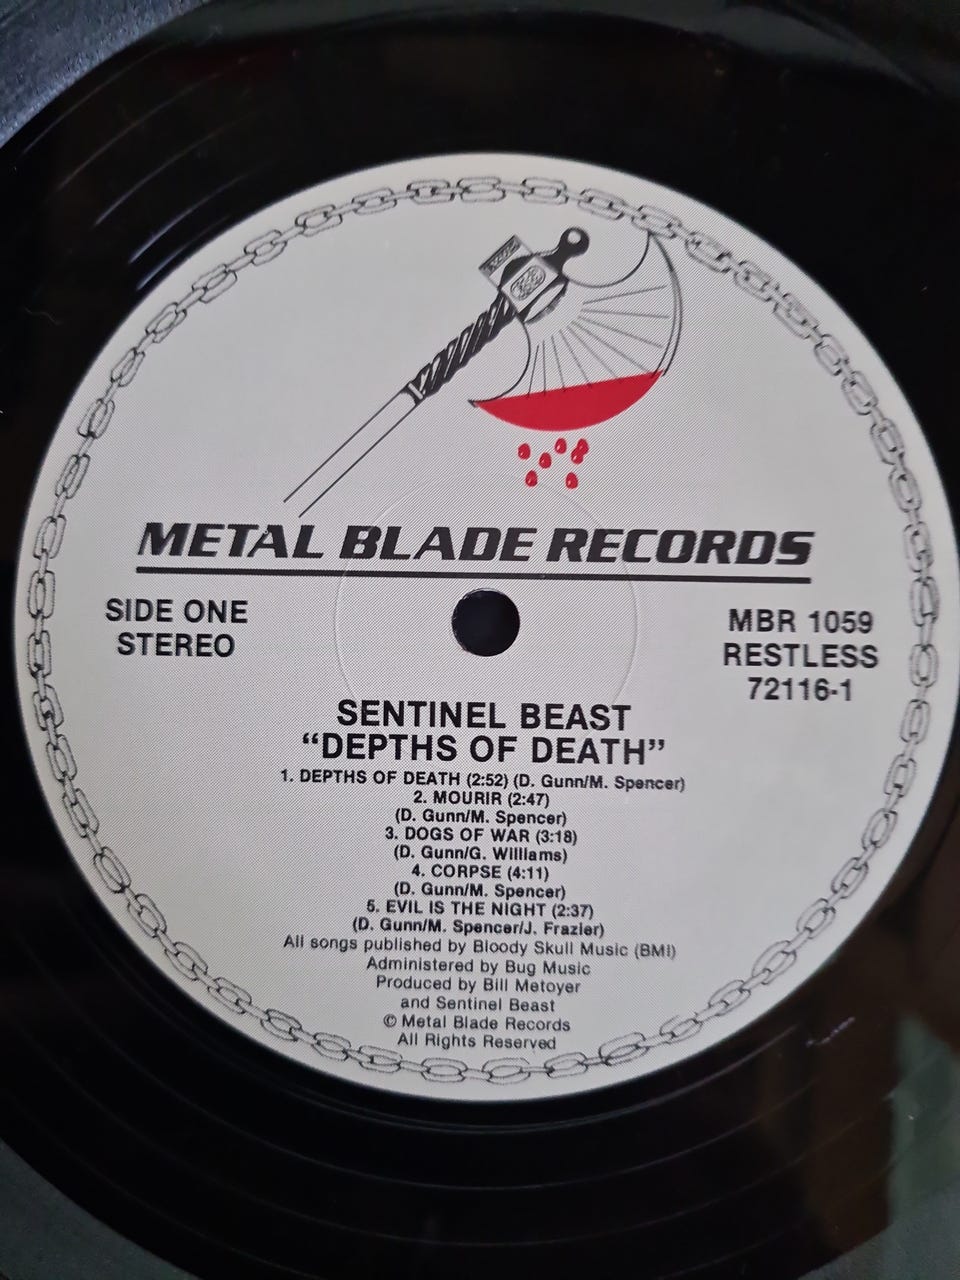 METAL BLADE RECORDS
SIDE ONE
STEREO
MBR 1059
RESTLESS
72116-1
SENTINEL BEAST
“DEPTHS OF DEATH”
1. DEPTHS OF DEATH (2:52) (D. Gunn/M. Spencer)
2. MOURIR (2:47)
(D. Gunn/M. Spencer)
3. DOGS OF WAR (3:18)
(D. Gunn/G. Williams)
4. CORPSE (4:11)
(D. Gunn/M. Spencer)
5. EVIL IS THE NIGHT (2:37)
(D. Gunn/M. Spencer/J. Frazier)
All songs published by Bloody Skull Music (BMI)
Administered by Bug Music
Produced by Bill Metoyer
and Sentinel Beast
© Metal Blade Records
All Rights Reserved